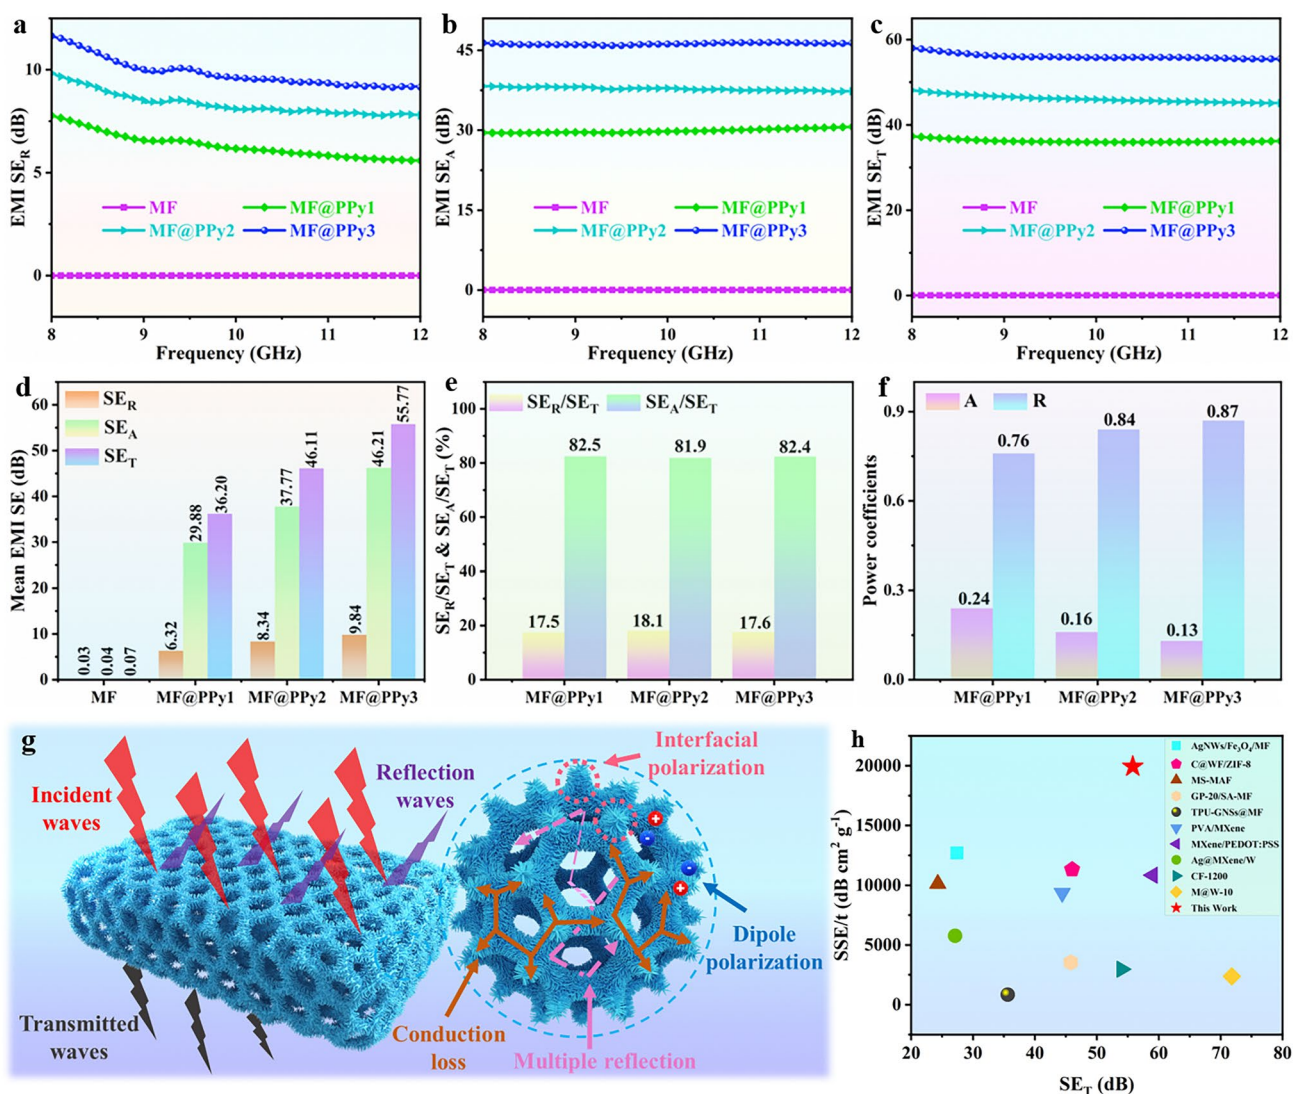 a
EMI SE_R (dB)
10
5
0
MF
MF@PPy1
MF@PPy2
MF@PPy3
8
9
10
11
12
Frequency (GHz)
b
EMI SE_A (dB)
45
30
15
0
MF
MF@PPy1
MF@PPy2
MF@PPy3
8
9
10
11
12
Frequency (GHz)
c
EMI SE_T (dB)
60
40
20
0
MF
MF@PPy1
MF@PPy2
MF@PPy3
8
9
10
11
12
Frequency (GHz)
d
Mean EMI SE (dB)
60
50
40
30
20
10
0
SE_R
SE_A
SE_T
0.03
0.04
0.07
6.32
29.88
36.20
8.34
37.77
46.11
9.84
46.21
55.77
MF
MF@PPy1
MF@PPy2
MF@PPy3
e
SE_R/SE_T & SE_A/SE_T (%)
100
80
60
40
20
0
SE_R/SE_T
SE_A/SE_T
17.5
82.5
18.1
81.9
17.6
82.4
MF@PPy1
MF@PPy2
MF@PPy3
f
Power coefficients
0.9
0.6
0.3
0.0
A
R
0.24
0.76
0.16
0.84
0.13
0.87
MF@PPy1
MF@PPy2
MF@PPy3
g
Incident
waves
Reflection
waves
Transmitted
waves
Interfacial
polarization
+
-
-
+
Dipole
polarization
Conduction
loss
Multiple reflection
h
SSE/t (dB cm² g⁻¹)
20000
15000
10000
5000
0
AgNWs/Fe₃O₄/MF
C@WF/ZIF-8
MS-MAF
GP-20/SA-MF
TPU-GNSs@MF
PVA/MXene
MXene/PEDOT:PSS
Ag@MXene/W
CF-1200
M@W-10
This Work
20
30
40
50
60
70
80
SE_T (dB)